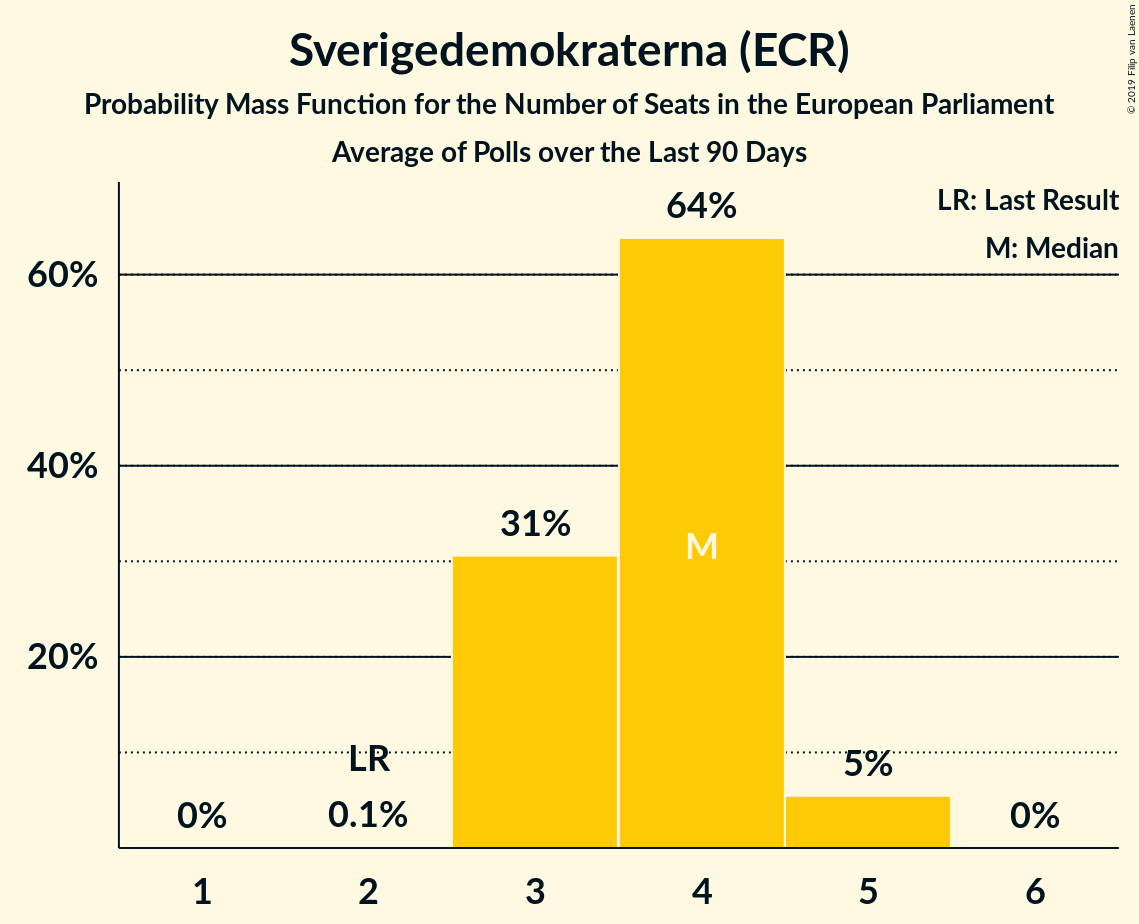 Sverigedemokraterna (ECR)
Probability Mass Function for the Number of Seats in the European Parliament
Average of Polls over the Last 90 Days
© 2019 Filip van Laenen
LR: Last Result
M: Median
64%
60%
40%
31%
M
20%
LR
5%
0%
0.1%
0%
1 2 3 4 5 6